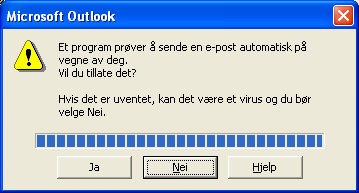 Microsoft Outlook
Et program prøver å sende en e-post automatisk på
vegne av deg.
Vil du tillate det?
Hvis det er uventet, kan det være et virus og du bør
velge Nei.
Ja
Nei
Hjelp